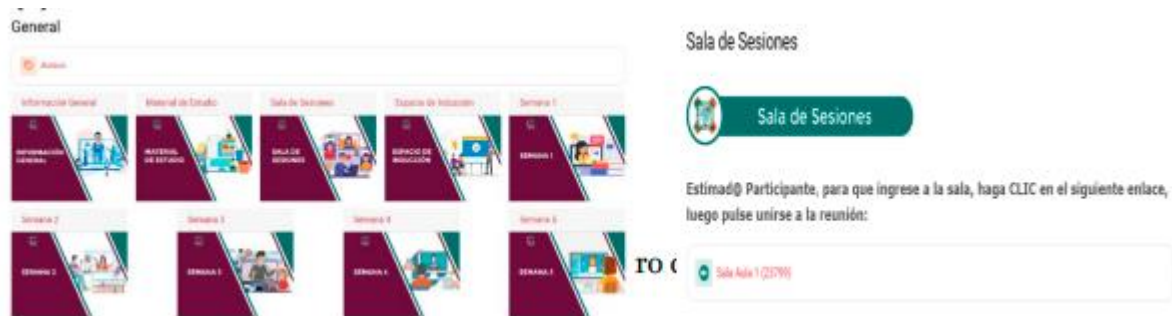 General
Avisos
Información General
Material de Estudio
Sala de Sesiones
Espacio de Inducción
Semana 1
INFORMACIÓN
GENERAL
MATERIAL
DE ESTUDIO
SALA DE
SESIONES
ESPACIO DE
INDUCCIÓN
SEMANA 1
Semana 2
Semana 3
Semana 4
Semana 5
SEMANA 2
SEMANA 3
SEMANA 4
SEMANA 5
ro
Sala de Sesiones
Sala de Sesiones
Estimad@ Participante, para que ingrese a la sala, haga CLIC en el siguiente enlace,
luego pulse unirse a la reunión:
Sala Aula 1 (23799)